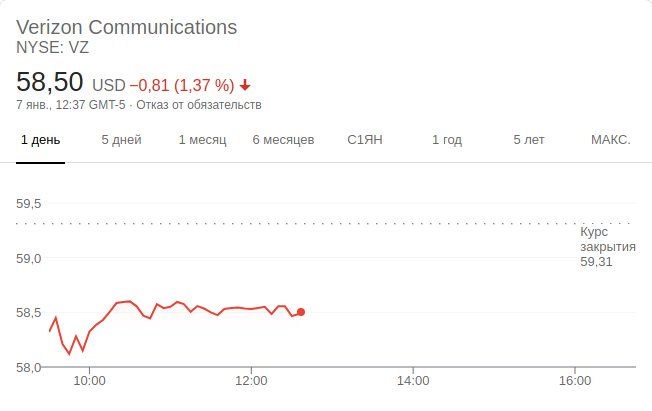 Verizon Communications
NYSE: VZ
58,50 USD −0,81 (1,37 %)
7 янв., 12:37 GMT-5 · Отказ от обязательств
1 день 5 дней 1 месяц 6 месяцев С1ЯН 1 год 5 лет МАКС.
59,5
Курс
закрытия
59,0
59,31
58,5
58,0
10:00 12:00 14:00 16:00